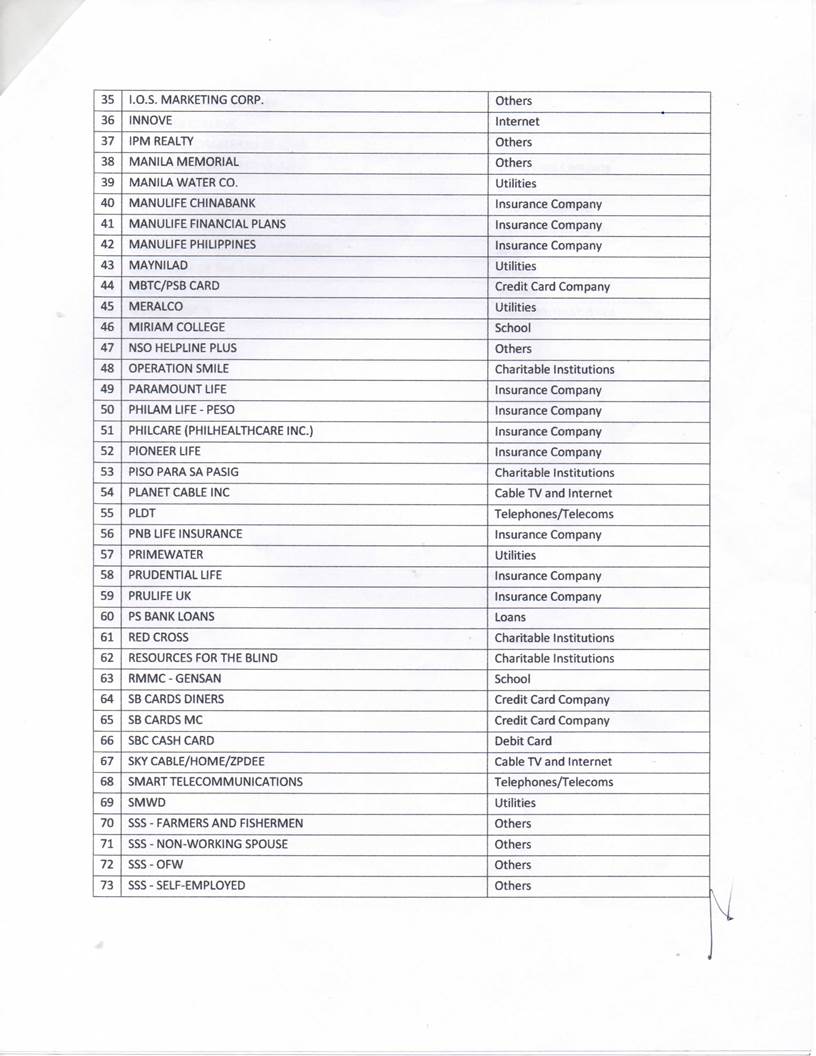 35 I.O.S. MARKETING CORP. Others
36 INNOVE Internet
37 IPM REALTY Others
38 MANILA MEMORIAL Others
39 MANILA WATER CO. Utilities
40 MANULIFE CHINABANK Insurance Company
41 MANULIFE FINANCIAL PLANS Insurance Company
42 MANULIFE PHILIPPINES Insurance Company
43 MAYNILAD Utilities
44 MBTC/PSB CARD Credit Card Company
45 MERALCO Utilities
46 MIRIAM COLLEGE School
47 NSO HELPLINE PLUS Others
48 OPERATION SMILE Charitable Institutions
49 PARAMOUNT LIFE Insurance Company
50 PHILAM LIFE - PESO Insurance Company
51 PHILCARE (PHILHEALTHCARE INC.) Insurance Company
52 PIONEER LIFE Insurance Company
53 PISO PARA SA PASIG Charitable Institutions
54 PLANET CABLE INC Cable TV and Internet
55 PLDT Telephones/Telecoms
56 PNB LIFE INSURANCE Insurance Company
57 PRIMEWATER Utilities
58 PRUDENTIAL LIFE Insurance Company
59 PRULIFE UK Insurance Company
60 PS BANK LOANS Loans
61 RED CROSS Charitable Institutions
62 RESOURCES FOR THE BLIND Charitable Institutions
63 RMMC - GENSAN School
64 SB CARDS DINERS Credit Card Company
65 SB CARDS MC Credit Card Company
66 SBC CASH CARD Debit Card
67 SKY CABLE/HOME/ZPDEE Cable TV and Internet
68 SMART TELECOMMUNICATIONS Telephones/Telecoms
69 SMWD Utilities
70 SSS - FARMERS AND FISHERMEN Others
71 SSS - NON-WORKING SPOUSE Others
72 SSS - OFW Others
73 SSS - SELF-EMPLOYED Others